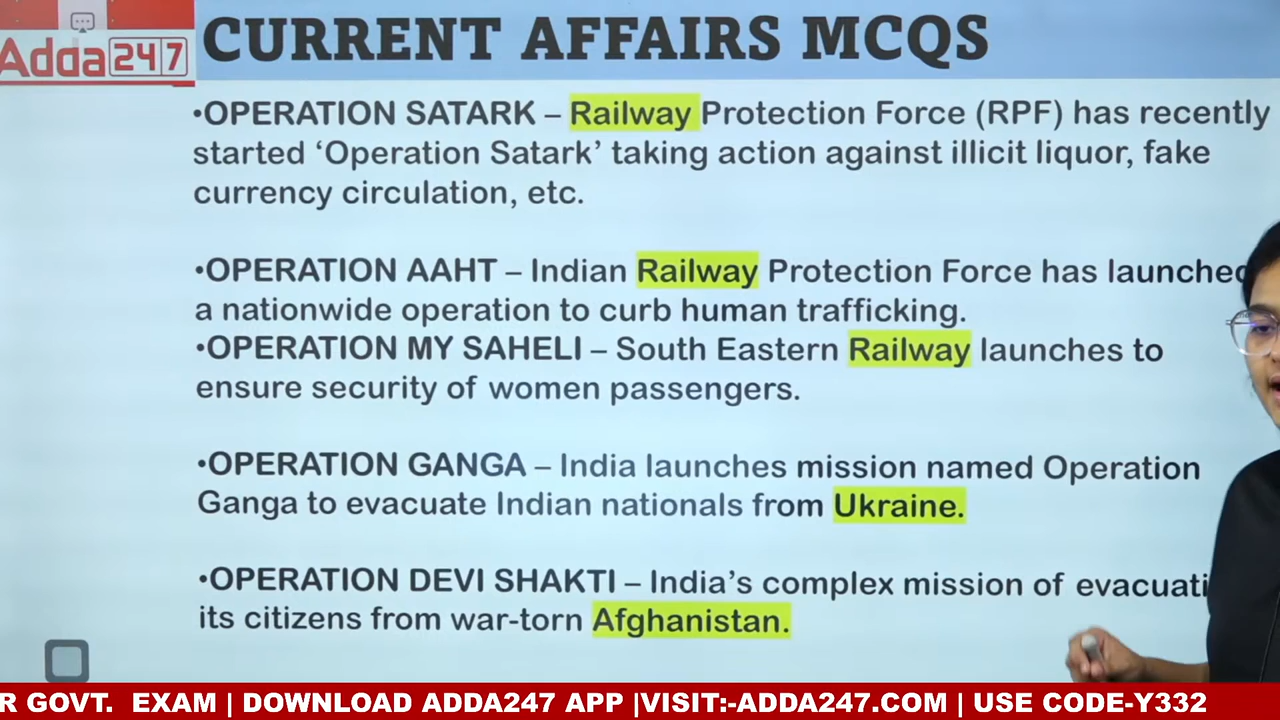 Adda247
CURRENT AFFAIRS MCQS
•OPERATION SATARK – Railway Protection Force (RPF) has recently
started ‘Operation Satark’ taking action against illicit liquor, fake
currency circulation, etc.
•OPERATION AAHT – Indian Railway Protection Force has launched
a nationwide operation to curb human trafficking.
•OPERATION MY SAHELI – South Eastern Railway launches to
ensure security of women passengers.
•OPERATION GANGA – India launches mission named Operation
Ganga to evacuate Indian nationals from Ukraine.
•OPERATION DEVI SHAKTI – India’s complex mission of evacuati
its citizens from war-torn Afghanistan.
R GOVT. EXAM | DOWNLOAD ADDA247 APP |VISIT:-ADDA247.COM | USE CODE-Y332